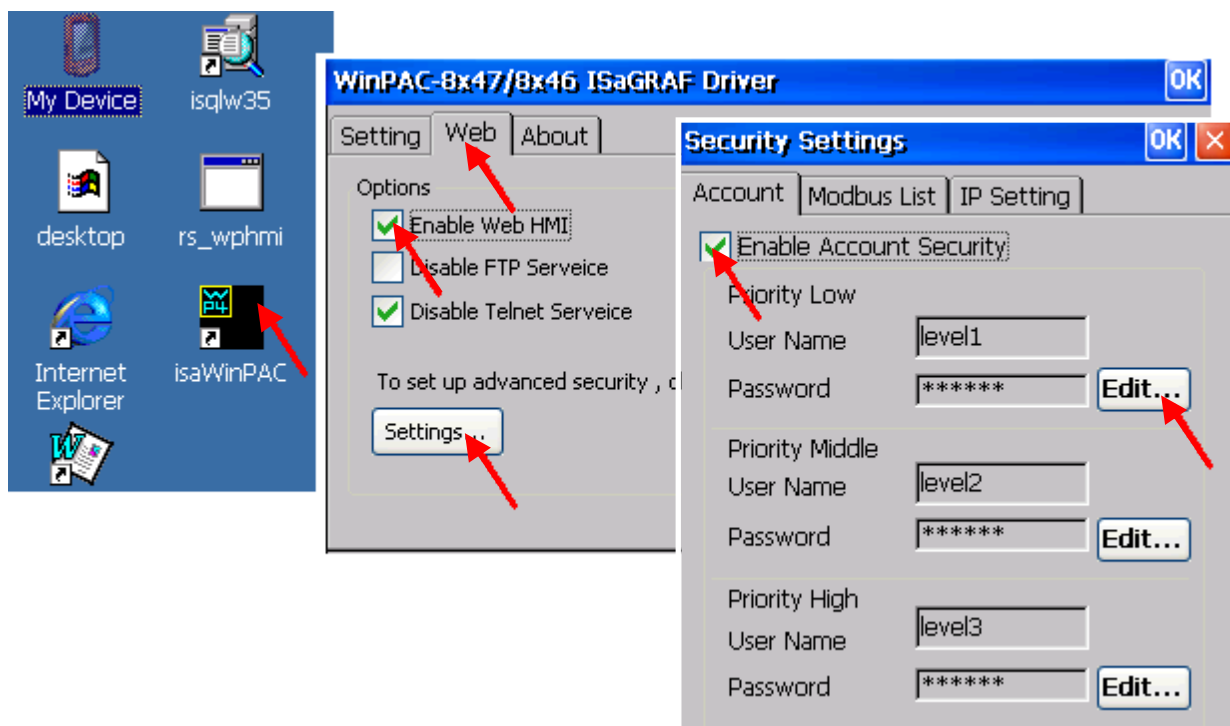 My Device
isqlw35
desktop
rs_wphmi
Internet
Explorer
isaWinPAC
WinPAC-8x47/8x46 ISaGRAF Driver
OK
Setting
Web
About
Options
Enable Web HMI
Disable FTP Serveice
Disable Telnet Serveice
To set up advanced security ,
Settings...
Security Settings
OK
Account
Modbus List
IP Setting
Enable Account Security
Priority Low
User Name
level1
Password
******
Edit...
Priority Middle
User Name
level2
Password
******
Edit...
Priority High
User Name
level3
Password
******
Edit...